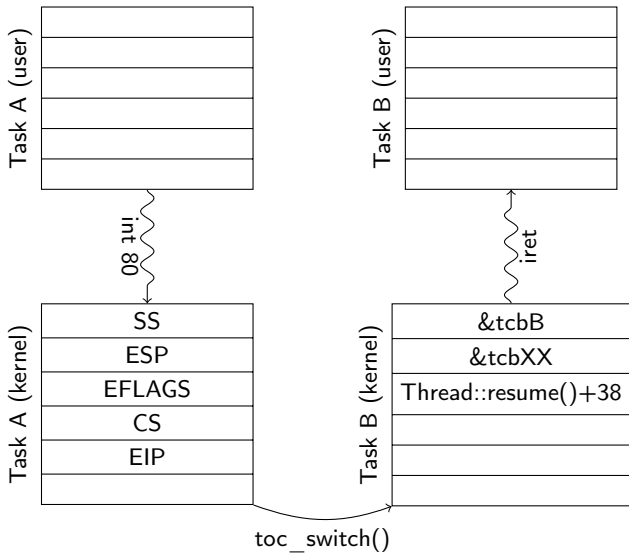 Task A (user)
Task B (user)
int 80
iret
Task A (kernel)
SS
ESP
EFLAGS
CS
EIP
Task B (kernel)
&tcbB
&tcbXX
Thread::resume()+38
toc_switch()